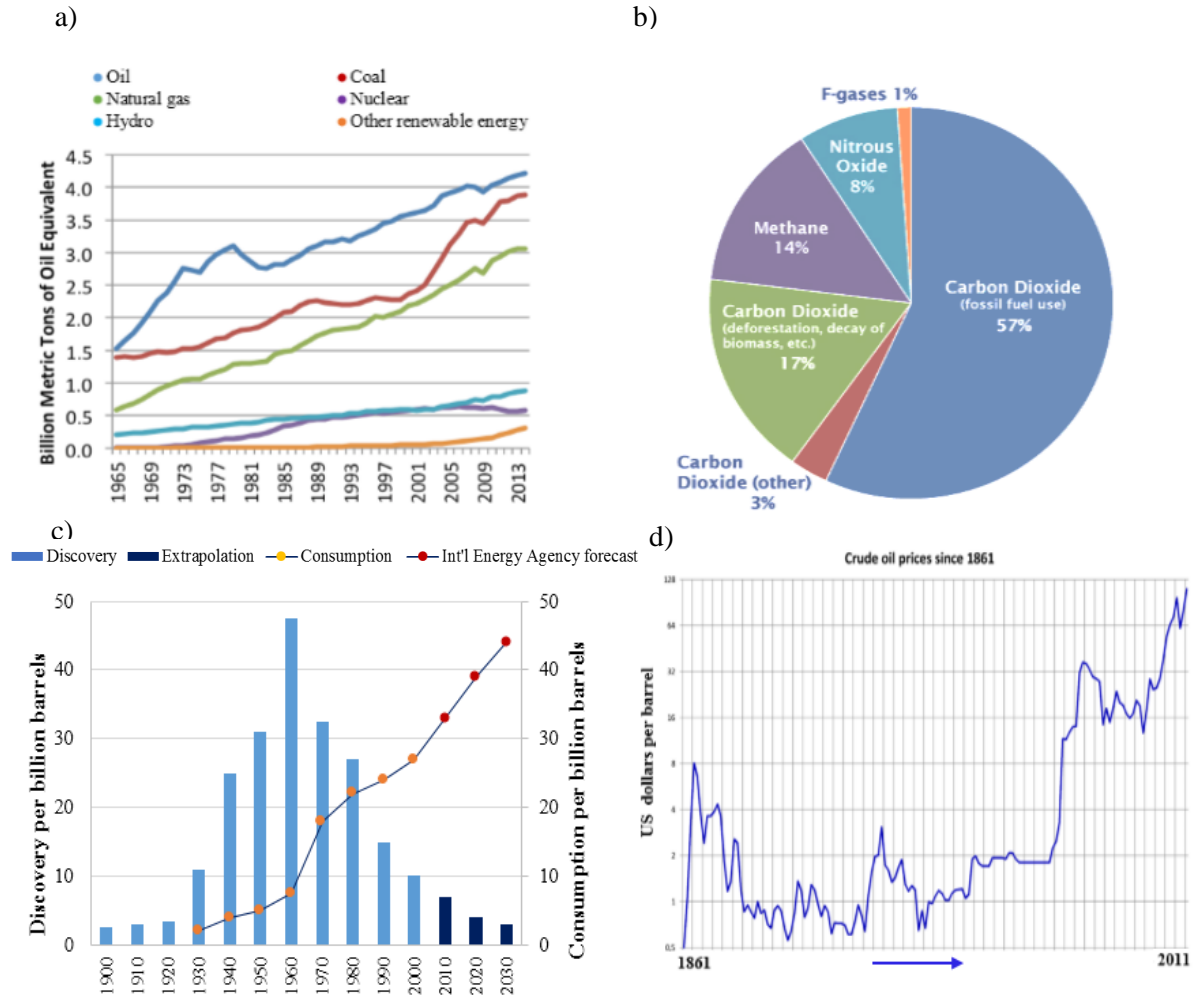 a)
Oil
Coal
Natural gas
Nuclear
Hydro
Other renewable energy
Billion Metric Tons of Oil Equivalent
4.5
4.0
3.5
3.0
2.5
2.0
1.5
1.0
0.5
0.0
1965
1969
1973
1977
1981
1985
1989
1993
1997
2001
2005
2009
2013
b)
F-gases 1%
Nitrous
Oxide
8%
Methane
14%
Carbon Dioxide
(fossil fuel use)
57%
Carbon Dioxide
(deforestation, decay of
biomass, etc.)
17%
Carbon
Dioxide (other)
3%
c)
Discovery
Extrapolation
Consumption
Int'l Energy Agency forecast
Discovery per billion barrels
50
40
30
20
10
0
1900
1910
1920
1930
1940
1950
1960
1970
1980
1990
2000
2010
2020
2030
50
40
30
20
10
0
Consumption per billion barrels
d)
Crude oil prices since 1861
US dollars per barrel
128
64
32
16
8
4
2
1
0.5
1861
2011